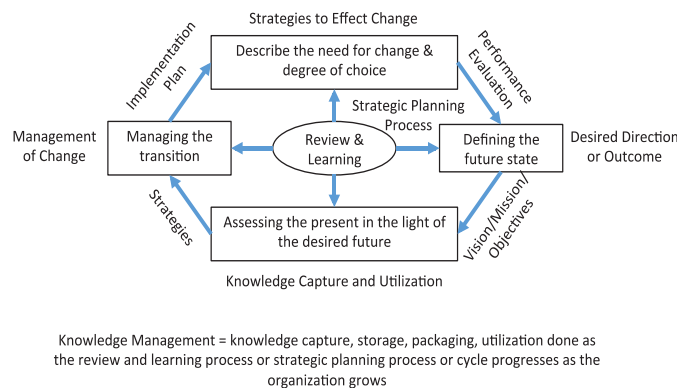 Strategies to Effect Change
Describe the need for change &
degree of choice
Implementation
Plan
Performance
Evaluation
Strategic Planning
Process
Management
of Change
Managing the
transition
Review &
Learning
Defining the
future state
Desired Direction
or Outcome
Strategies
Assessing the present in the light of
the desired future
Vision/Mission/
Objectives
Knowledge Capture and Utilization
Knowledge Management = knowledge capture, storage, packaging, utilization done as
the review and learning process or strategic planning process or cycle progresses as the
organization grows